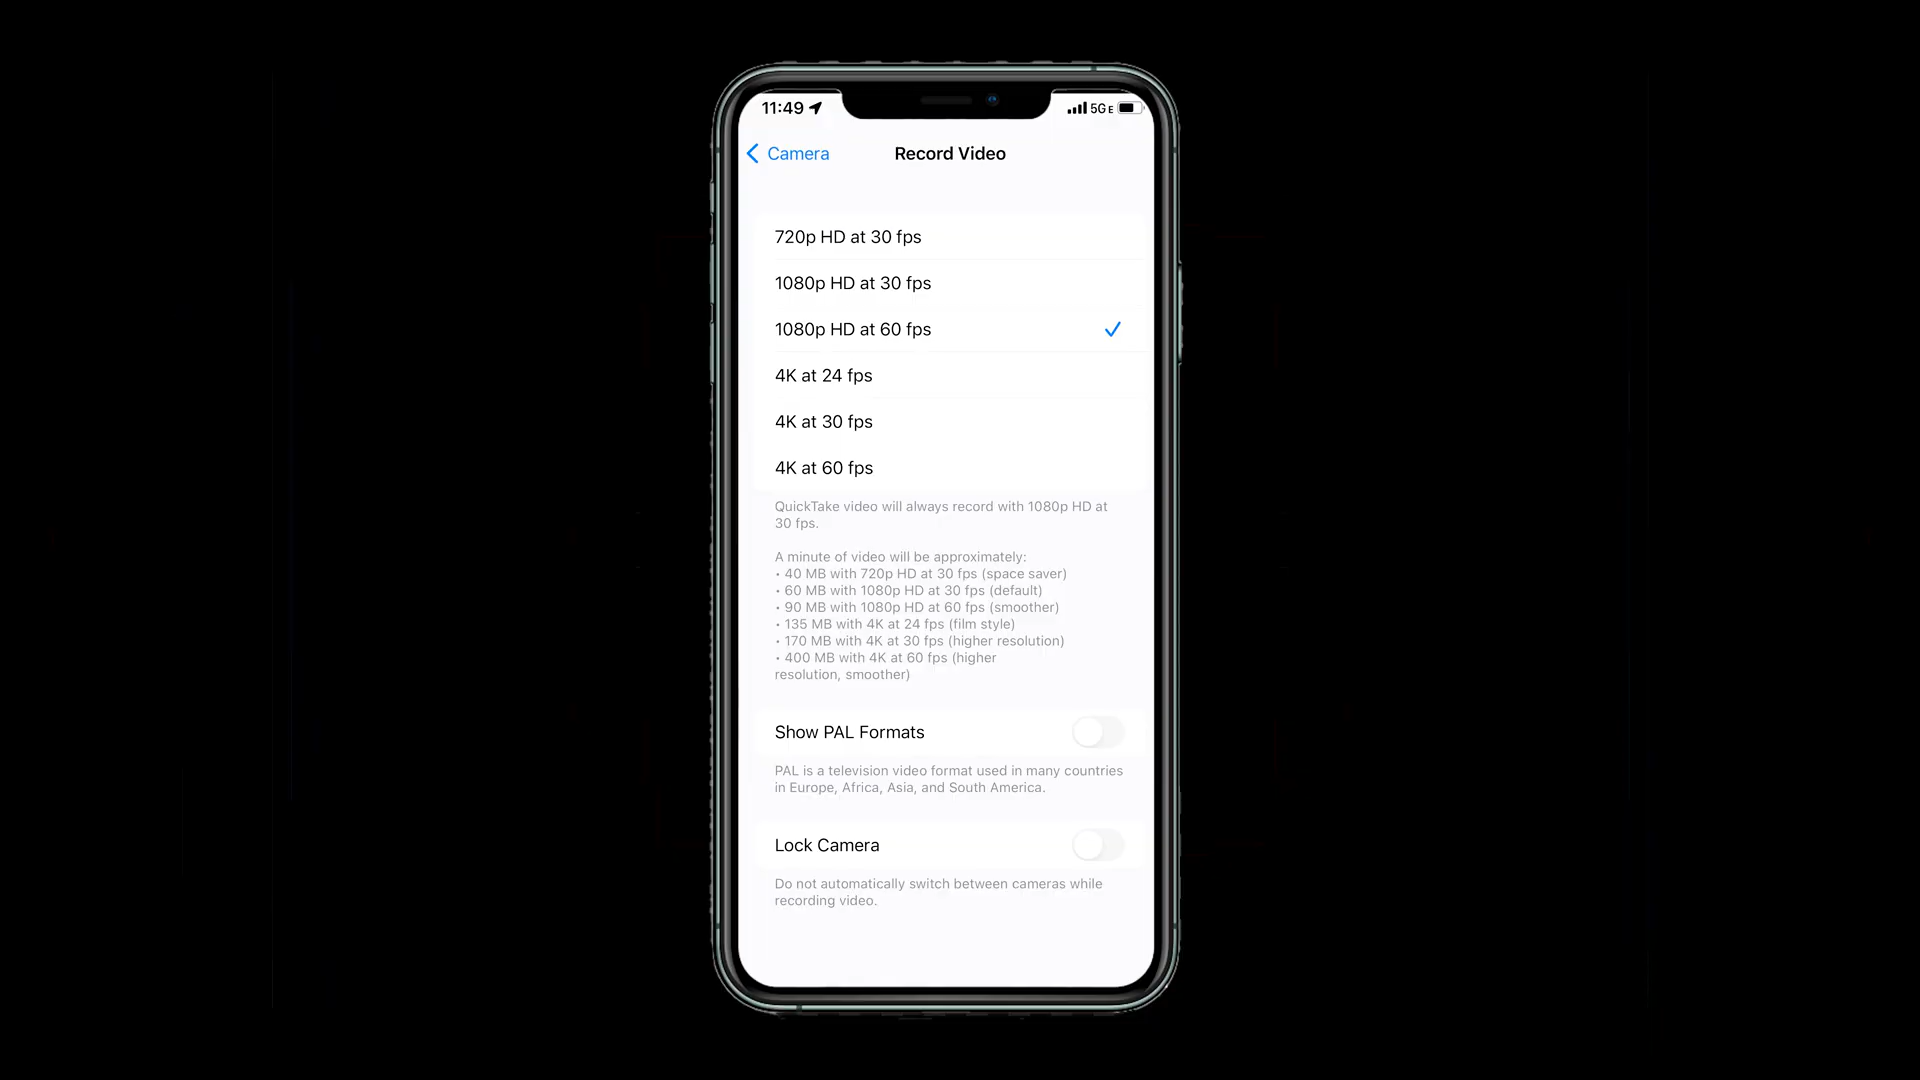 11:49
5G E
Camera
Record Video
720p HD at 30 fps
1080p HD at 30 fps
1080p HD at 60 fps
4K at 24 fps
4K at 30 fps
4K at 60 fps
QuickTake video will always record with 1080p HD at
30 fps.
A minute of video will be approximately:
• 40 MB with 720p HD at 30 fps (space saver)
• 60 MB with 1080p HD at 30 fps (default)
• 90 MB with 1080p HD at 60 fps (smoother)
• 135 MB with 4K at 24 fps (film style)
• 170 MB with 4K at 30 fps (higher resolution)
• 400 MB with 4K at 60 fps (higher
resolution, smoother)
Show PAL Formats
PAL is a television video format used in many countries
in Europe, Africa, Asia, and South America.
Lock Camera
Do not automatically switch between cameras while
recording video.